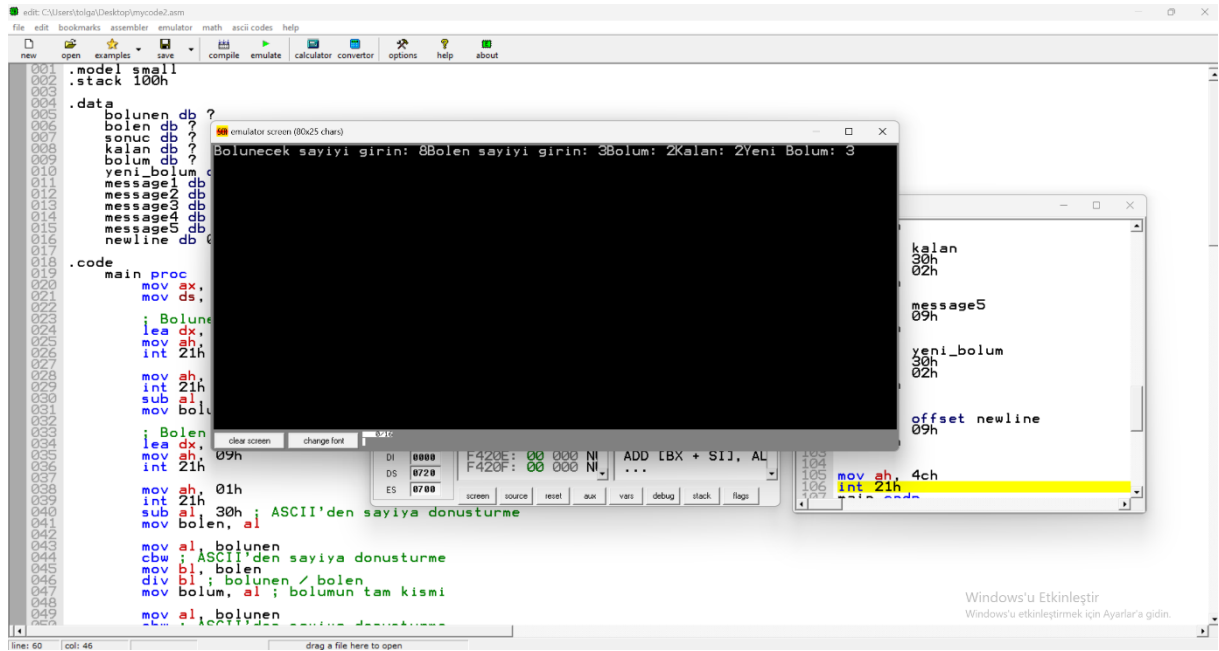 edit: C:\Users\tolga\Desktop\mycode2.asm
file edit bookmarks assembler emulator math ascii codes help
new open examples save compile emulate calculator convertor options help about
001 .model small
002 .stack 100h
003
004 .data
005 bolunen db ?
006 bolen db ?
007 sonuc db ?
008 kalan db ?
009 bolum db ?
010 yeni_bolum
011 message1 db
012 message2 db
013 message3 db
014 message4 db
015 message5 db
016 newline db
017
018 .code
019 main proc
020 mov ax,
021 mov ds,
022
023 ; Bolune
024 lea dx,
025 mov ah,
026 int 21h
027
028 mov ah,
029 int 21h
030 sub al
031 mov bolu
032
033 ; Bolen
034 lea dx,
035 mov ah, 09h
036 int 21h
037
038 mov ah, 01h
039 int 21h
040 sub al, 30h ; ASCII'den sayiya donusturme
041 mov bolen, al
042
043 mov al, bolunen
044 cbw ; ASCII'den sayiya donusturme
045 mov bl, bolen
046 div bl ; bolunen / bolen
047 mov bolum, al ; bolumun tam kismi
048
049 mov al, bolunen
emulator screen (80x25 chars)
Bolunecek sayiyi girin: 8Bolen sayiyi girin: 3Bolum: 2Kalan: 2Yeni Bolum: 3
clear screen change font 0/16
kalan
30h
02h
message5
09h
yeni_bolum
30h
02h
offset newline
09h
104
105 mov ah, 4ch
106 int 21h
DI 0000
DS 0720
ES 0700
F420E: 00 000
F420F: 00 000
ADD [BX + SI], AL
...
screen source reset aux vars debug stack flags
Windows'u Etkinleştir
Windows'u etkinleştirmek için Ayarlar'a gidin.
line: 60 col: 46 drag a file here to open